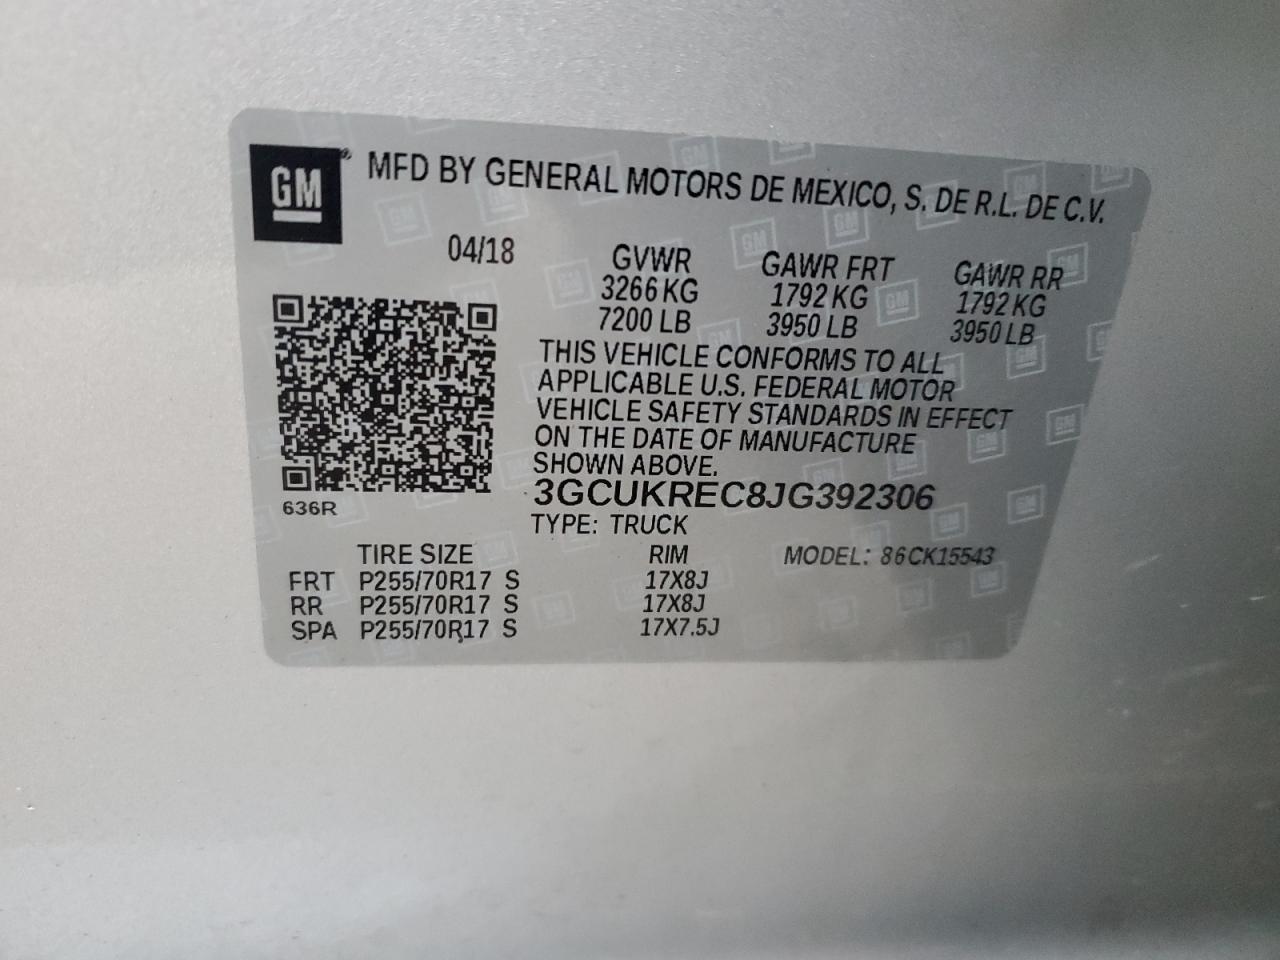 GM® MFD BY GENERAL MOTORS DE MEXICO, S. DE R.L. DE C.V.
04/18 GVWR GAWR FRT GAWR RR
3266 KG 1792 KG 1792 KG
7200 LB 3950 LB 3950 LB
THIS VEHICLE CONFORMS TO ALL
APPLICABLE U.S. FEDERAL MOTOR
VEHICLE SAFETY STANDARDS IN EFFECT
ON THE DATE OF MANUFACTURE
SHOWN ABOVE.
3GCUKREC8JG392306
636R
TYPE: TRUCK
TIRE SIZE RIM MODEL: 86CK15543
FRT P255/70R17 S 17X8J
RR P255/70R17 S 17X8J
SPA P255/70R17 S 17X7.5J